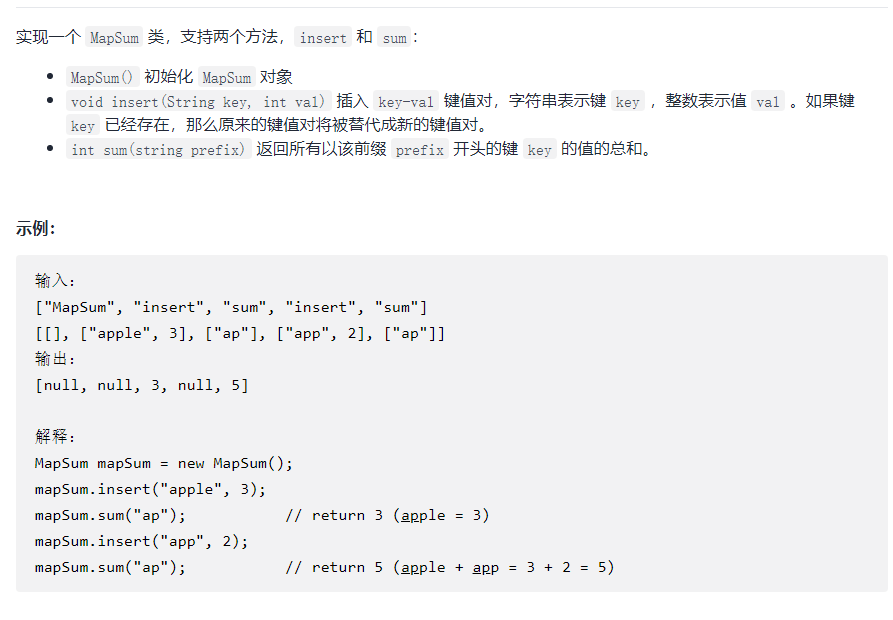 实现一个 MapSum 类，支持两个方法，insert 和 sum：
MapSum() 初始化 MapSum 对象
void insert(String key, int val) 插入 key-val 键值对，字符串表示键 key ，整数表示值 val 。如果键
key 已经存在，那么原来的键值对将被替代成新的键值对。
int sum(string prefix) 返回所有以该前缀 prefix 开头的键 key 的值的总和。
示例：
输入：
["MapSum", "insert", "sum", "insert", "sum"]
[[], ["apple", 3], ["ap"], ["app", 2], ["ap"]]
输出：
[null, null, 3, null, 5]
解释：
MapSum mapSum = new MapSum();
mapSum.insert("apple", 3);
mapSum.sum("ap");           // return 3 (apple = 3)
mapSum.insert("app", 2);
mapSum.sum("ap");           // return 5 (apple + app = 3 + 2 = 5)